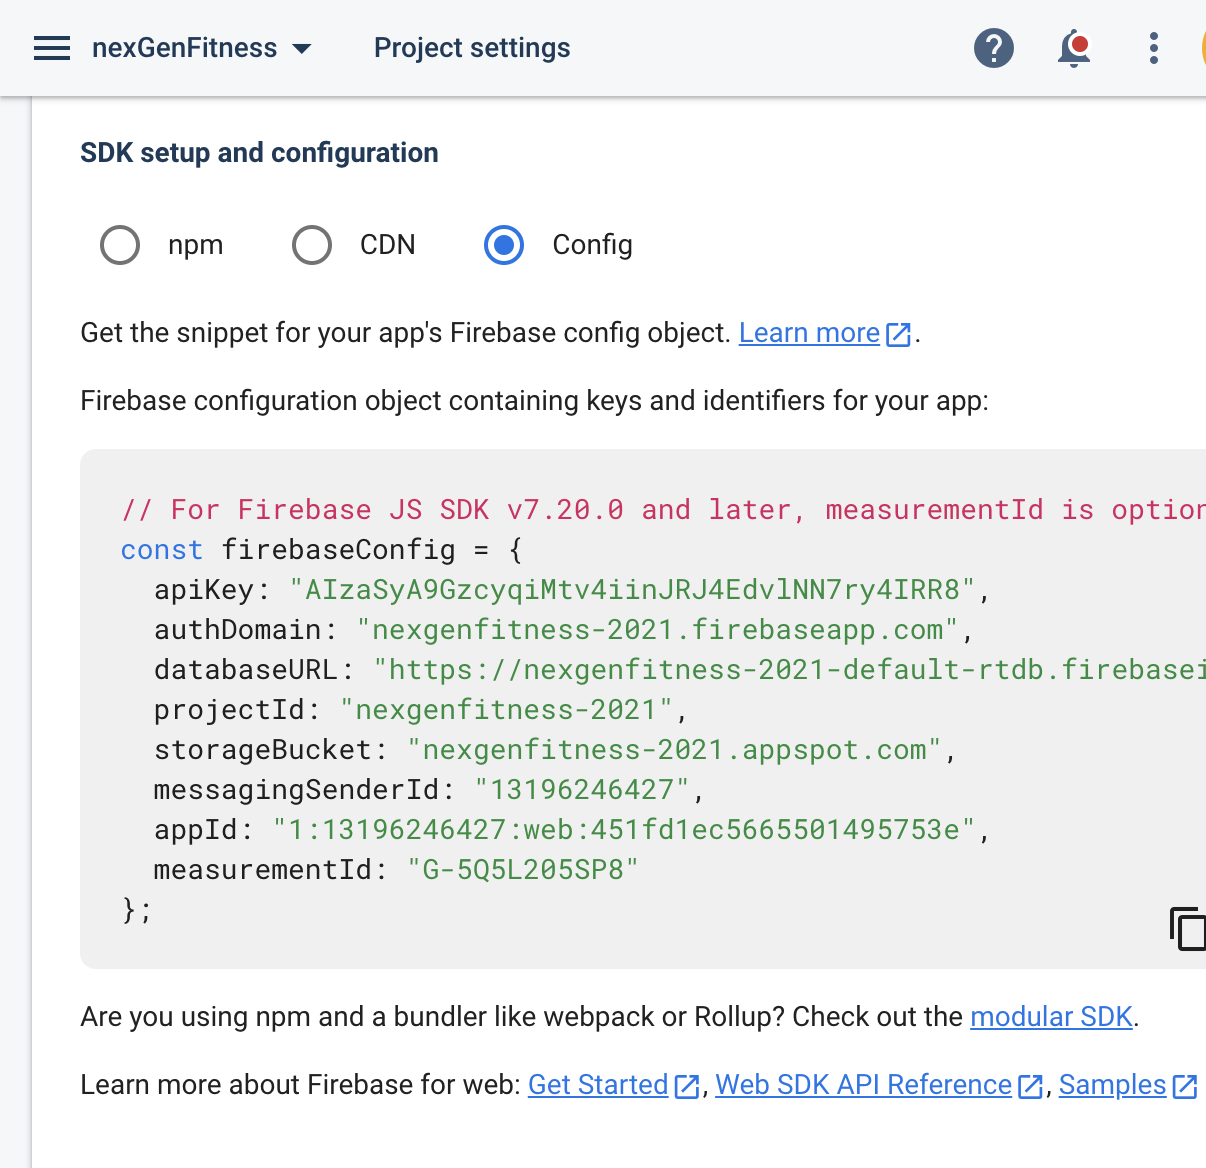 nexGenFitness Project settings
SDK setup and configuration
npm CDN Config
Get the snippet for your app's Firebase config object. Learn more.
Firebase configuration object containing keys and identifiers for your app:
// For Firebase JS SDK v7.20.0 and later, measurementId is option
const firebaseConfig = {
  apiKey: "AIzaSyA9GzcyqiMtv4iinJRJ4EdvlNN7ry4IRR8",
  authDomain: "nexgenfitness-2021.firebaseapp.com",
  databaseURL: "https://nexgenfitness-2021-default-rtdb.firebasei
  projectId: "nexgenfitness-2021",
  storageBucket: "nexgenfitness-2021.appspot.com",
  messagingSenderId: "13196246427",
  appId: "1:13196246427:web:451fd1ec5665501495753e",
  measurementId: "G-5Q5L205SP8"
};
Are you using npm and a bundler like webpack or Rollup? Check out the modular SDK.
Learn more about Firebase for web: Get Started, Web SDK API Reference, Samples